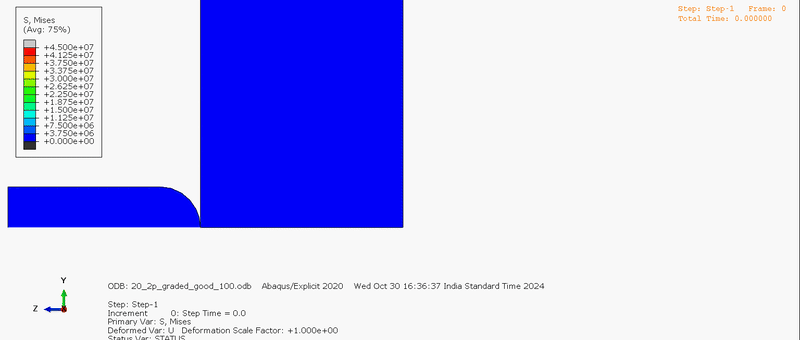 S, Mises
(Avg: 75%)
+4.500e+07
+4.125e+07
+3.750e+07
+3.375e+07
+3.000e+07
+2.625e+07
+2.250e+07
+1.875e+07
+1.500e+07
+1.125e+07
+7.500e+06
+3.750e+06
+0.000e+00
Step: Step-1 Frame: 0
Total Time: 0.000000
Y
Z
ODB: 20_2p_graded_good_100.odb Abaqus/Explicit 2020 Wed Oct 30 16:36:37 India Standard Time 2024
Step: Step-1
Increment 0: Step Time = 0.0
Primary Var: S, Mises
Deformed Var: U Deformation Scale Factor: +1.000e+00
Status Var: STATUS